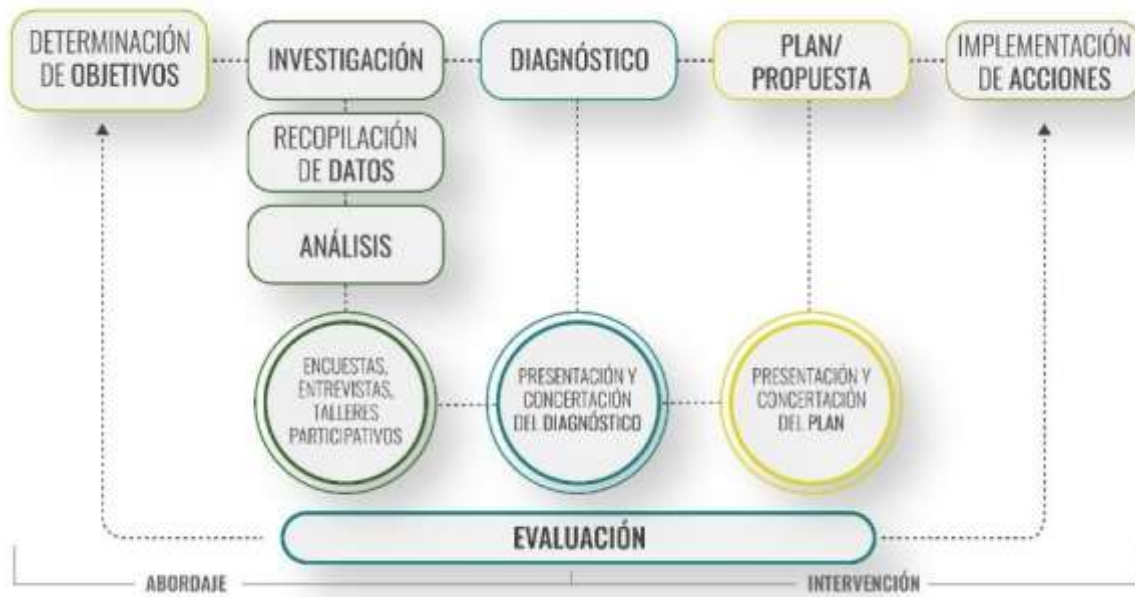 DETERMINACIÓN
DE OBJETIVOS
INVESTIGACIÓN
DIAGNÓSTICO
PLAN/
PROPUESTA
IMPLEMENTACIÓN
DE ACCIONES
RECOPILACIÓN
DE DATOS
ANÁLISIS
ENCUESTAS,
ENTREVISTAS,
TALLERES
PARTICIPATIVOS
PRESENTACIÓN Y
CONCERTACIÓN
DEL DIAGNÓSTICO
PRESENTACIÓN Y
CONCERTACIÓN
DEL PLAN
EVALUACIÓN
ABORDAJE
INTERVENCIÓN